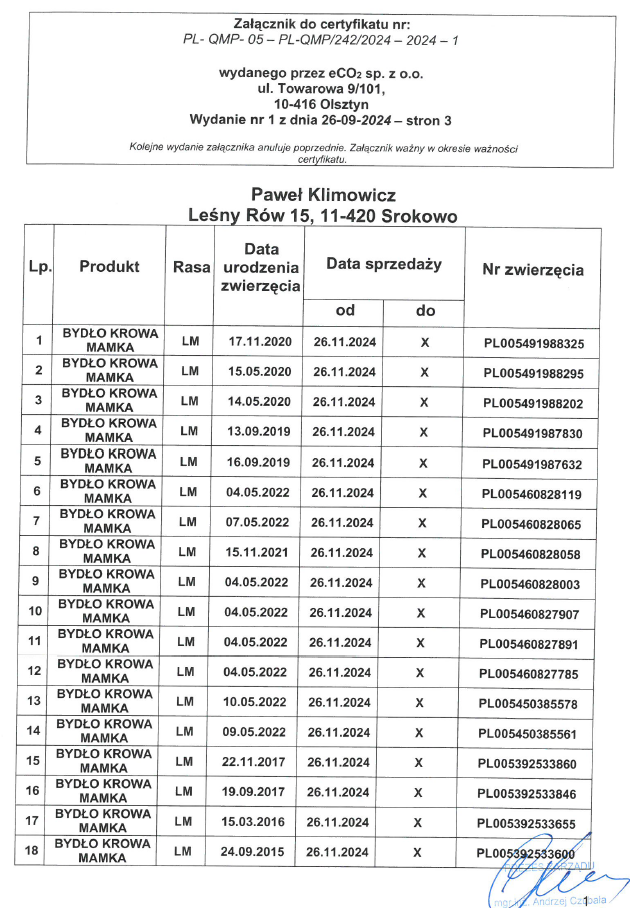 Załącznik do certyfikatu nr:
PL- QMP- 05 – PL-QMP/242/2024 – 2024 – 1
wydanego przez eCO₂ sp. z o.o.
ul. Towarowa 9/101,
10-416 Olsztyn
Wydanie nr 1 z dnia 26-09-2024 – stron 3
Kolejne wydanie załącznika anuluje poprzednie. Załącznik ważny w okresie ważności
certyfikatu.
Paweł Klimowicz
Leśny Rów 15, 11-420 Srokowo
Lp. Produkt Rasa Data urodzenia zwierzęcia Data sprzedaży Nr zwierzęcia
od do
1 BYDŁO KROWA MAMKA LM 17.11.2020 26.11.2024 X PL005491988325
2 BYDŁO KROWA MAMKA LM 15.05.2020 26.11.2024 X PL005491988295
3 BYDŁO KROWA MAMKA LM 14.05.2020 26.11.2024 X PL005491988202
4 BYDŁO KROWA MAMKA LM 13.09.2019 26.11.2024 X PL005491987830
5 BYDŁO KROWA MAMKA LM 16.09.2019 26.11.2024 X PL005491987632
6 BYDŁO KROWA MAMKA LM 04.05.2022 26.11.2024 X PL005460828119
7 BYDŁO KROWA MAMKA LM 07.05.2022 26.11.2024 X PL005460828065
8 BYDŁO KROWA MAMKA LM 15.11.2021 26.11.2024 X PL005460828058
9 BYDŁO KROWA MAMKA LM 04.05.2022 26.11.2024 X PL005460828003
10 BYDŁO KROWA MAMKA LM 04.05.2022 26.11.2024 X PL005460827907
11 BYDŁO KROWA MAMKA LM 04.05.2022 26.11.2024 X PL005460827891
12 BYDŁO KROWA MAMKA LM 04.05.2022 26.11.2024 X PL005460827785
13 BYDŁO KROWA MAMKA LM 10.05.2022 26.11.2024 X PL005450385578
14 BYDŁO KROWA MAMKA LM 09.05.2022 26.11.2024 X PL005450385561
15 BYDŁO KROWA MAMKA LM 22.11.2017 26.11.2024 X PL005392533860
16 BYDŁO KROWA MAMKA LM 19.09.2017 26.11.2024 X PL005392533846
17 BYDŁO KROWA MAMKA LM 15.03.2016 26.11.2024 X PL005392533655
18 BYDŁO KROWA MAMKA LM 24.09.2015 26.11.2024 X PL005392533600
ZARZĄDU
mgr inż. Andrzej
1